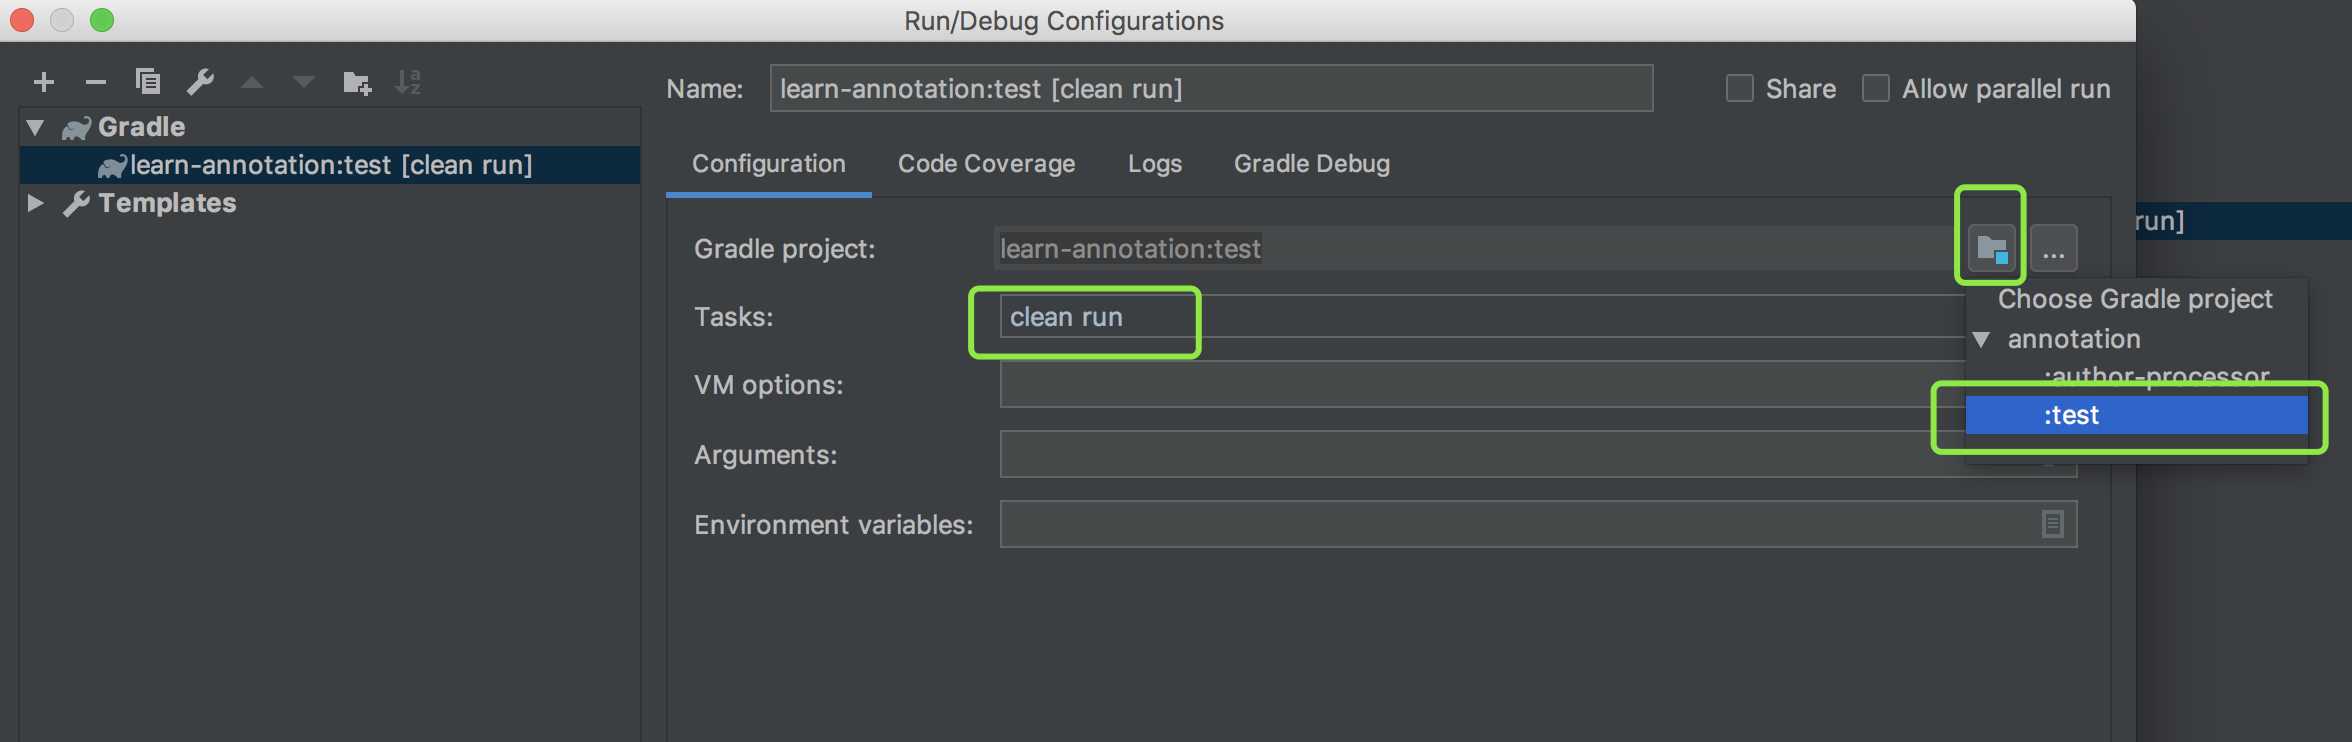 Run/Debug Configurations
Name: learn-annotation:test [clean run] Share Allow parallel run
Gradle
learn-annotation:test [clean run]
Templates
Configuration Code Coverage Logs Gradle Debug
run]
Gradle project: learn-annotation:test ...
Choose Gradle project
Tasks: clean run
annotation
:author-processor
VM options:
:test
Arguments:
Environment variables: